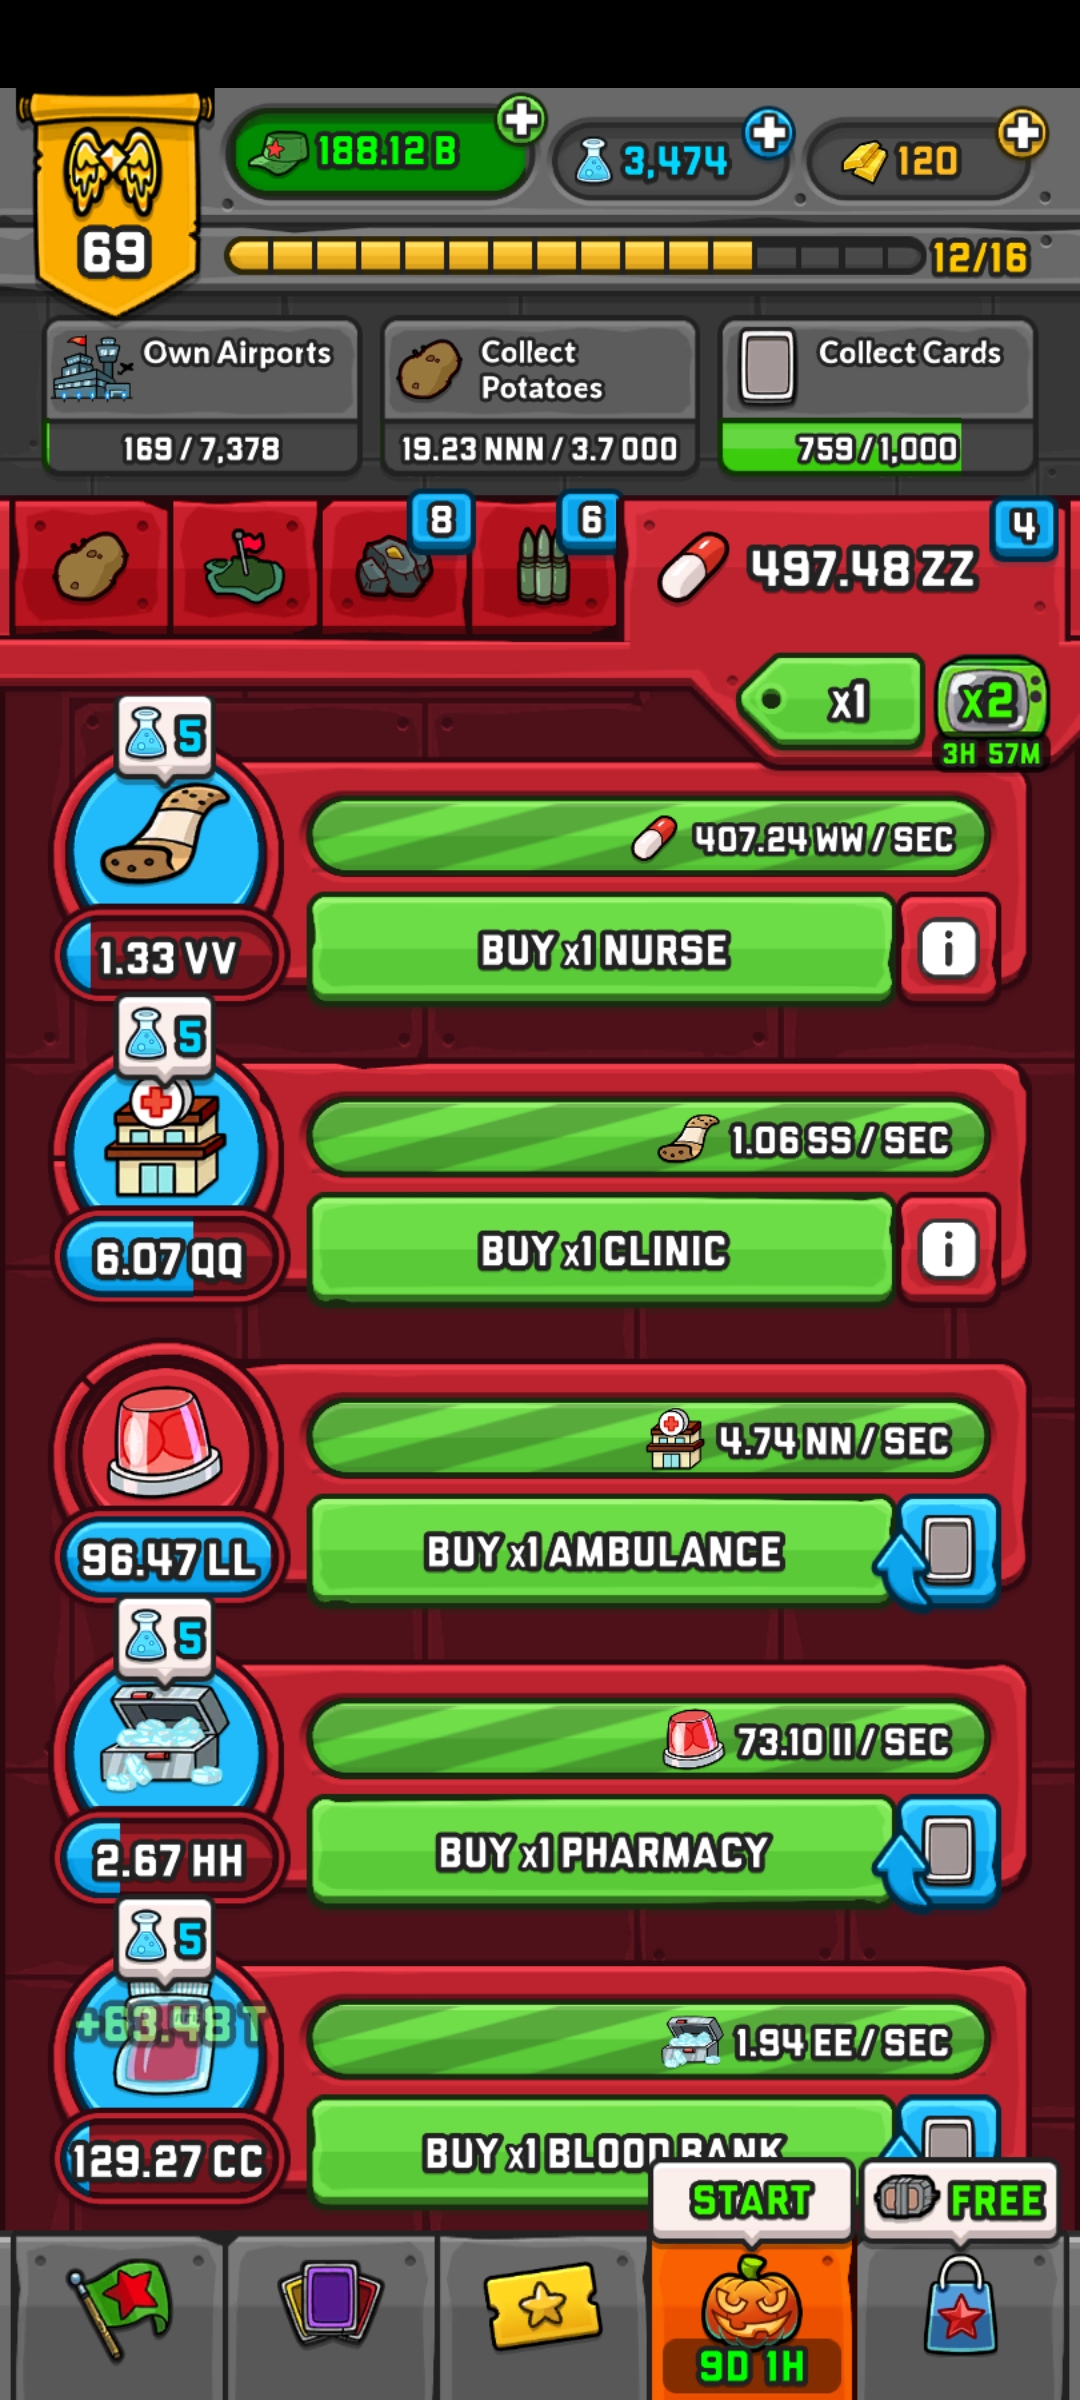 188.12 B
3,474
120
69
12/16
Own Airports
169 / 7,378
Collect
Potatoes
19.23 NNN / 3.7 OOO
Collect Cards
759 / 1,000
8
6
497.48 ZZ
4
x1
x2
3H 57M
5
407.24 WW / SEC
1.33 VV
BUY x1 NURSE
i
5
1.06 SS / SEC
6.07 QQ
BUY x1 CLINIC
i
4.74 NN / SEC
96.47 LL
BUY x1 AMBULANCE
5
73.10 II / SEC
2.67 HH
BUY x1 PHARMACY
5
+63.48 T
1.94 EE / SEC
129.27 CC
BUY x1 BLOOD BANK
START
FREE
9D 1H